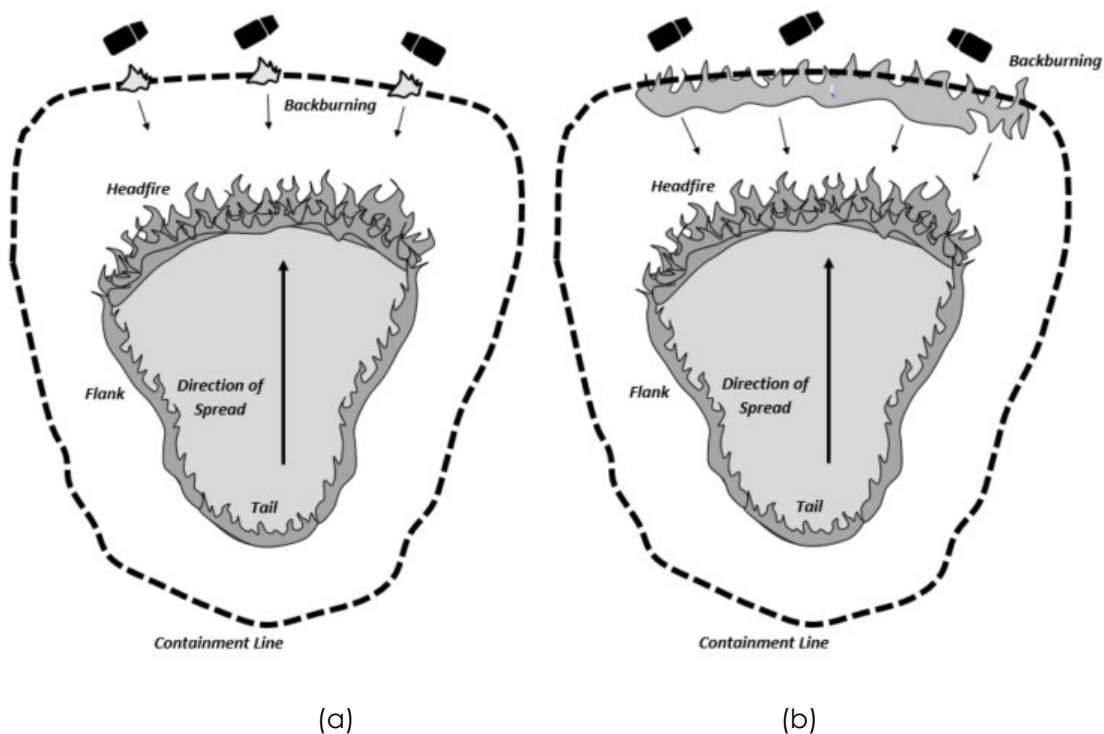 Backburning
Headfire
Flank
Direction of
Spread
Tail
Containment Line
(a)
Backburning
Headfire
Flank
Direction of
Spread
Tail
Containment Line
(b)